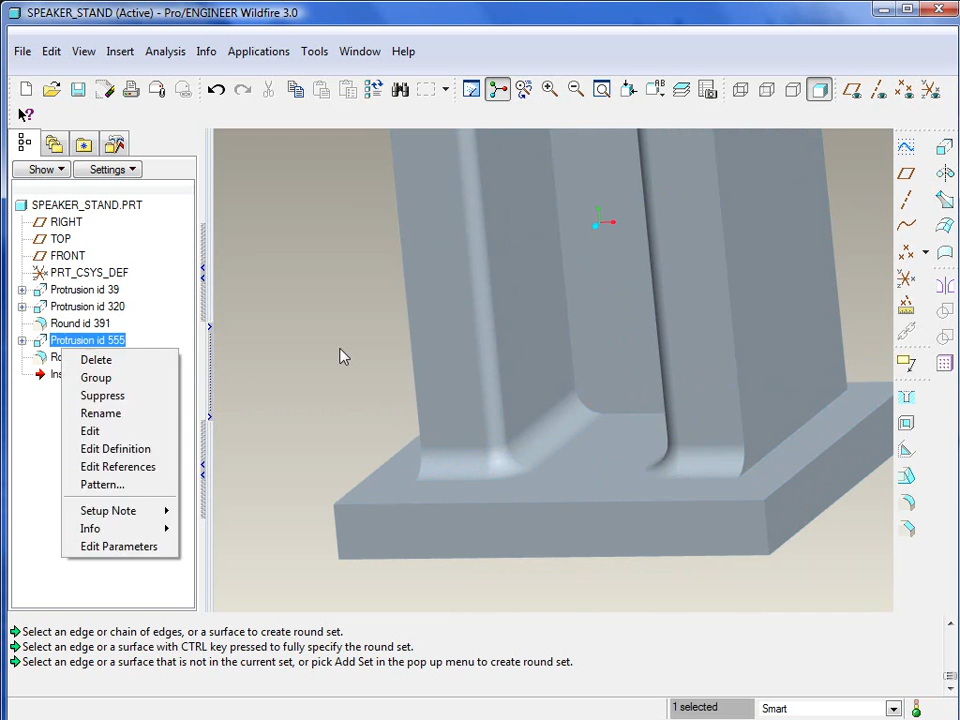 SPEAKER_STAND (Active) - Pro/ENGINEER Wildfire 3.0
File Edit View Insert Analysis Info Applications Tools Window Help
Show Settings
SPEAKER_STAND.PRT
RIGHT
TOP
FRONT
PRT_CSYS_DEF
Protrusion id 39
Protrusion id 320
Round id 391
Protrusion id 555
Ro
Ins
Delete
Group
Suppress
Rename
Edit
Edit Definition
Edit References
Pattern...
Setup Note
Info
Edit Parameters
Select an edge or chain of edges, or a surface to create round set.
Select an edge or a surface with CTRL key pressed to fully specify the round set.
Select an edge or a surface that is not in the current set, or pick Add Set in the pop up menu to create round set.
1 selected Smart